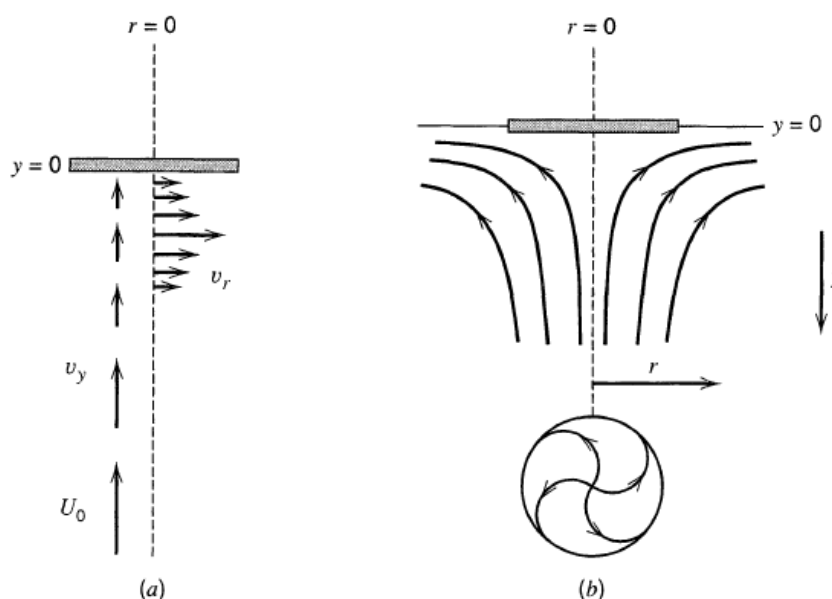 r = 0
y = 0
v_r
v_y
U_0
(a)
r = 0
y = 0
r
(b)